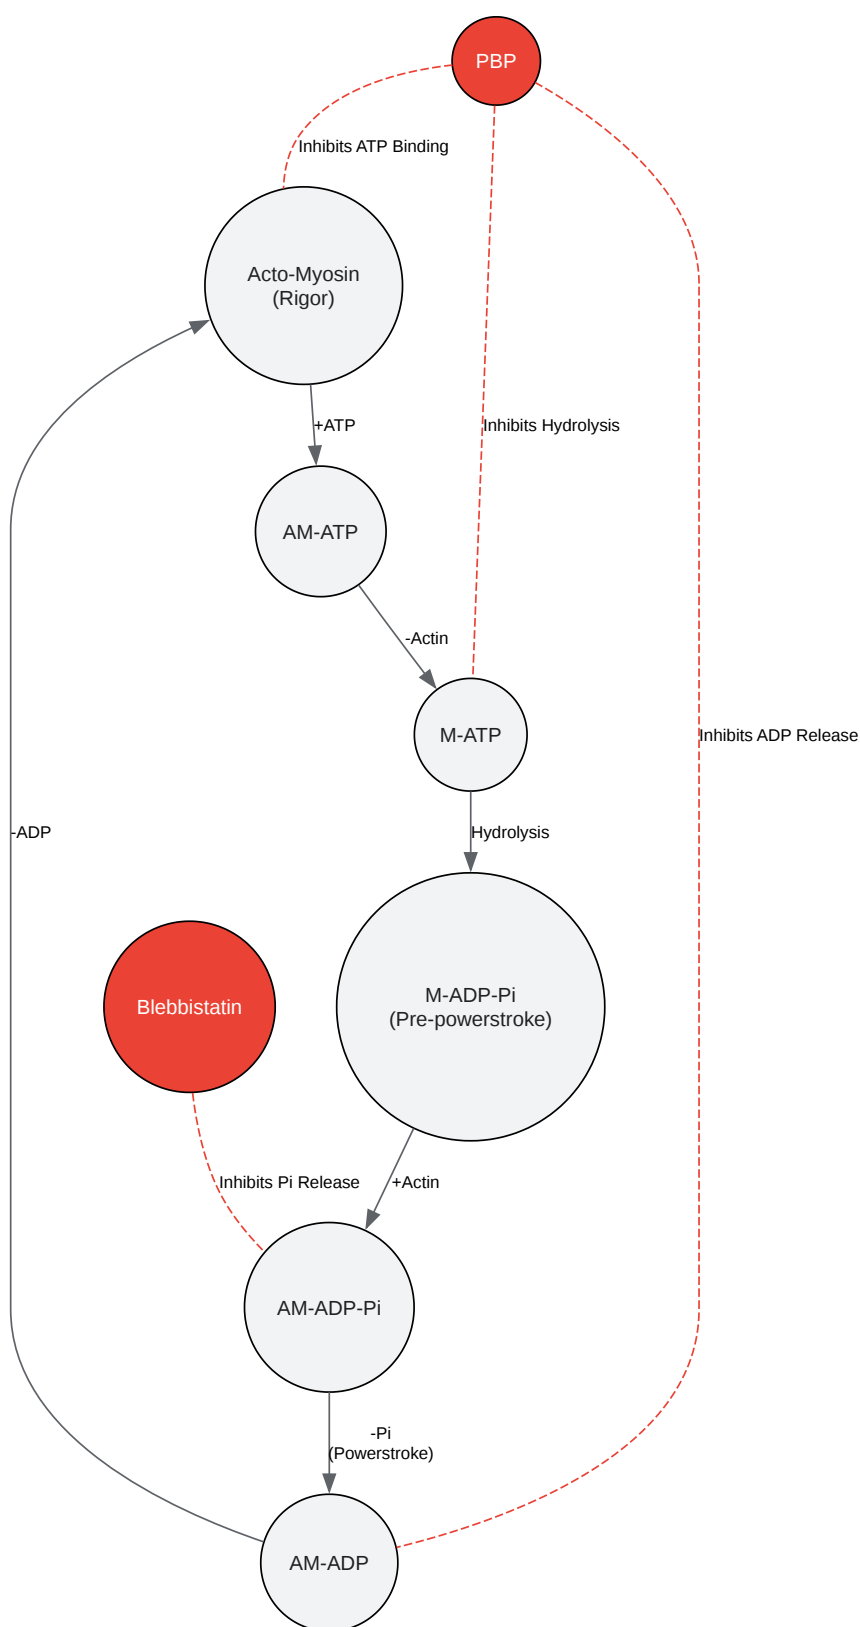 PBP
Inhibits ATP Binding
Acto-Myosin
(Rigor)
+ATP
Inhibits Hydrolysis
AM-ATP
-Actin
M-ATP
Inhibits ADP Release
-ADP
Hydrolysis
Blebbistatin
M-ADP-Pi
(Pre-powerstroke)
Inhibits Pi Release
+Actin
AM-ADP-Pi
-Pi
(Powerstroke)
AM-ADP